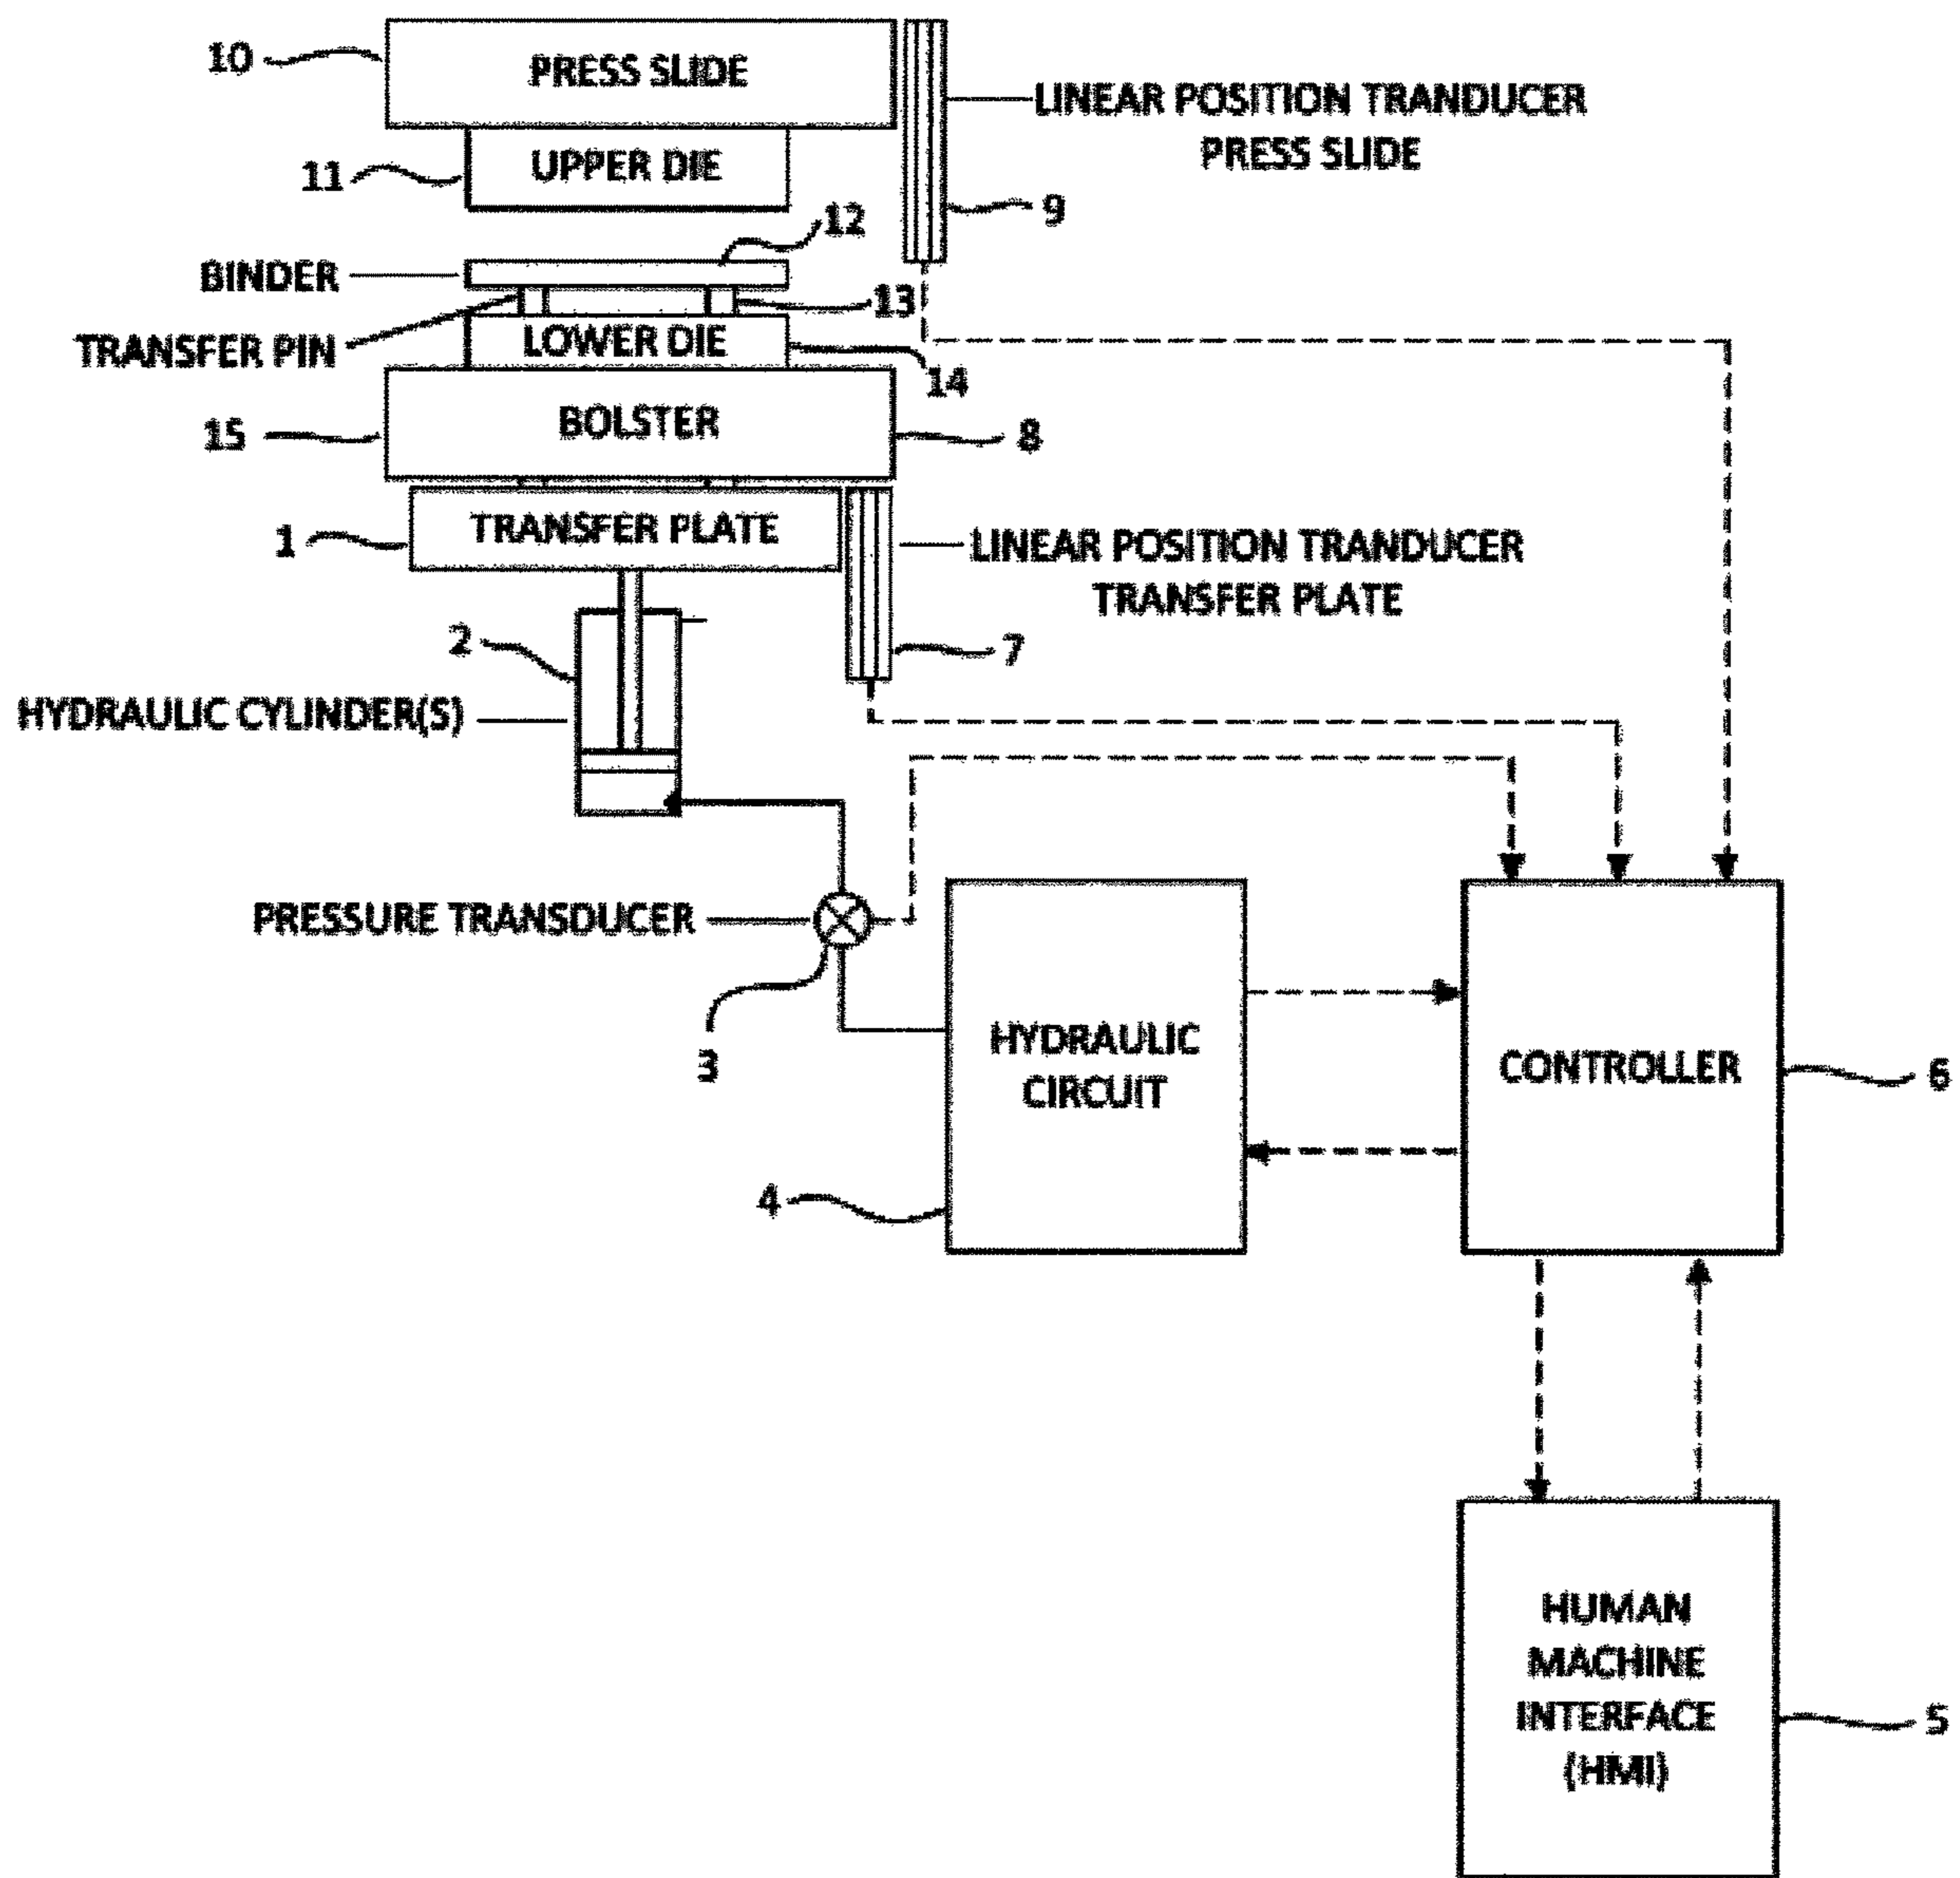 10
PRESS SLIDE
LINEAR POSITION TRANDUCER
PRESS SLIDE
11
UPPER DIE
9
12
BINDER
13
TRANSFER PIN
LOWER DIE
14
15
BOLSTER
8
1
TRANSFER PLATE
LINEAR POSITION TRANDUCER
TRANSFER PLATE
2
7
HYDRAULIC CYLINDER(S)
PRESSURE TRANSDUCER
3
HYDRAULIC
CIRCUIT
4
CONTROLLER
6
HUMAN
MACHINE
INTERFACE
(HMI)
5